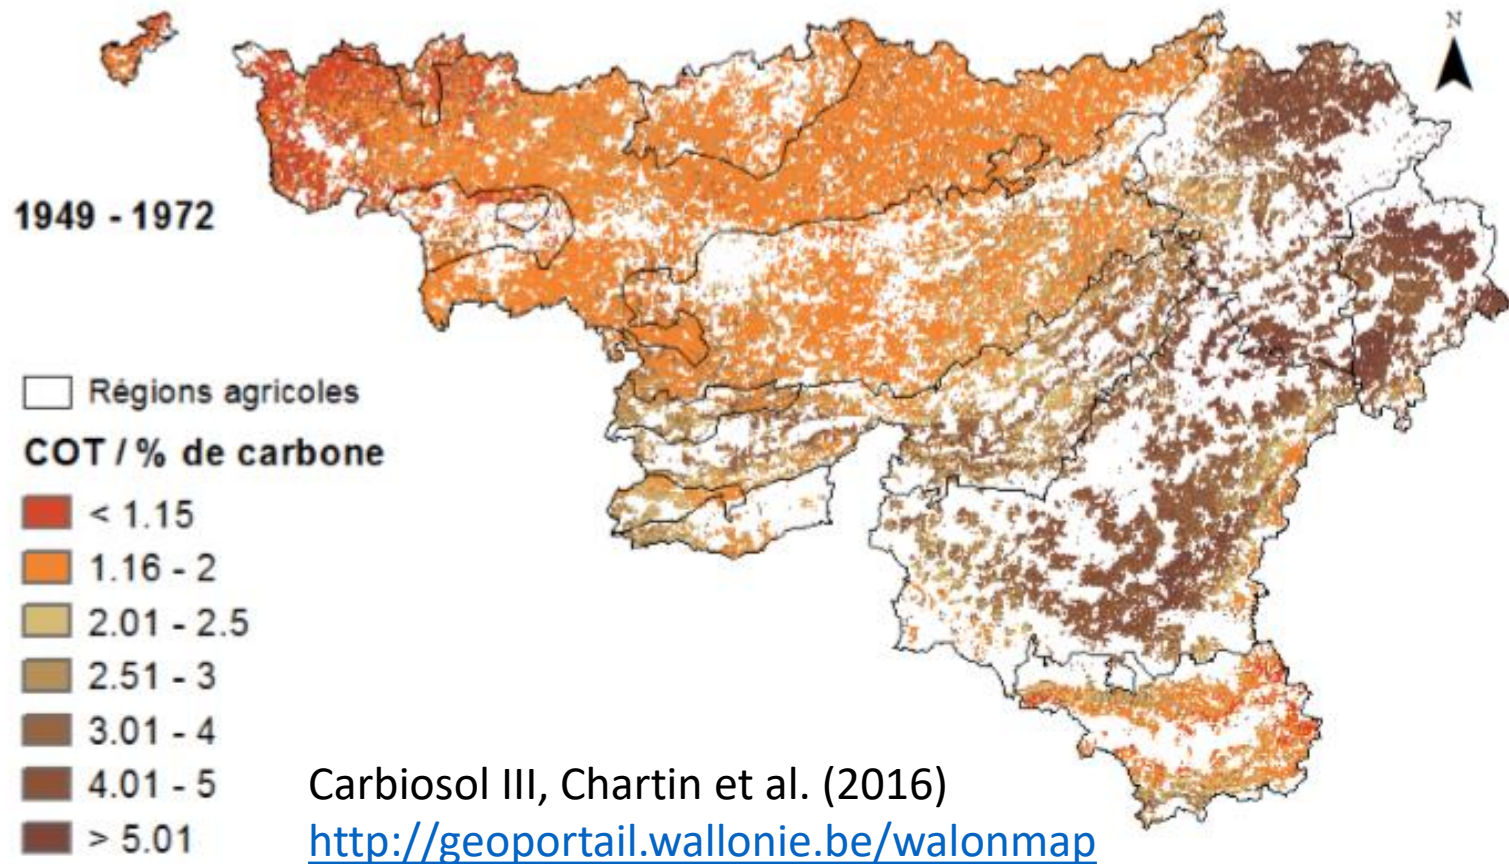 N
1949 - 1972
Régions agricoles
COT / % de carbone
< 1.15
1.16 - 2
2.01 - 2.5
2.51 - 3
3.01 - 4
4.01 - 5
> 5.01
Carbiosol III, Chartin et al. (2016)
http://geoportail.wallonie.be/walonmap